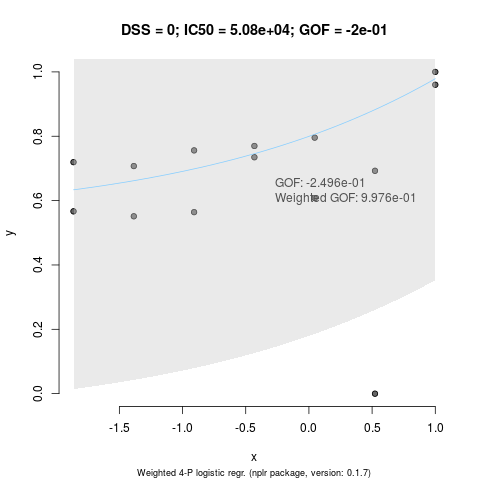 DSS = 0; IC50 = 5.08e+04; GOF = -2e-01
1.0
0.8
0.6
0.4
0.2
0.0
y
GOF: -2.496e-01
Weighted GOF: 9.976e-01
-1.5 -1.0 -0.5 0.0 0.5 1.0
x
Weighted 4-P logistic regr. (nplr package, version: 0.1.7)